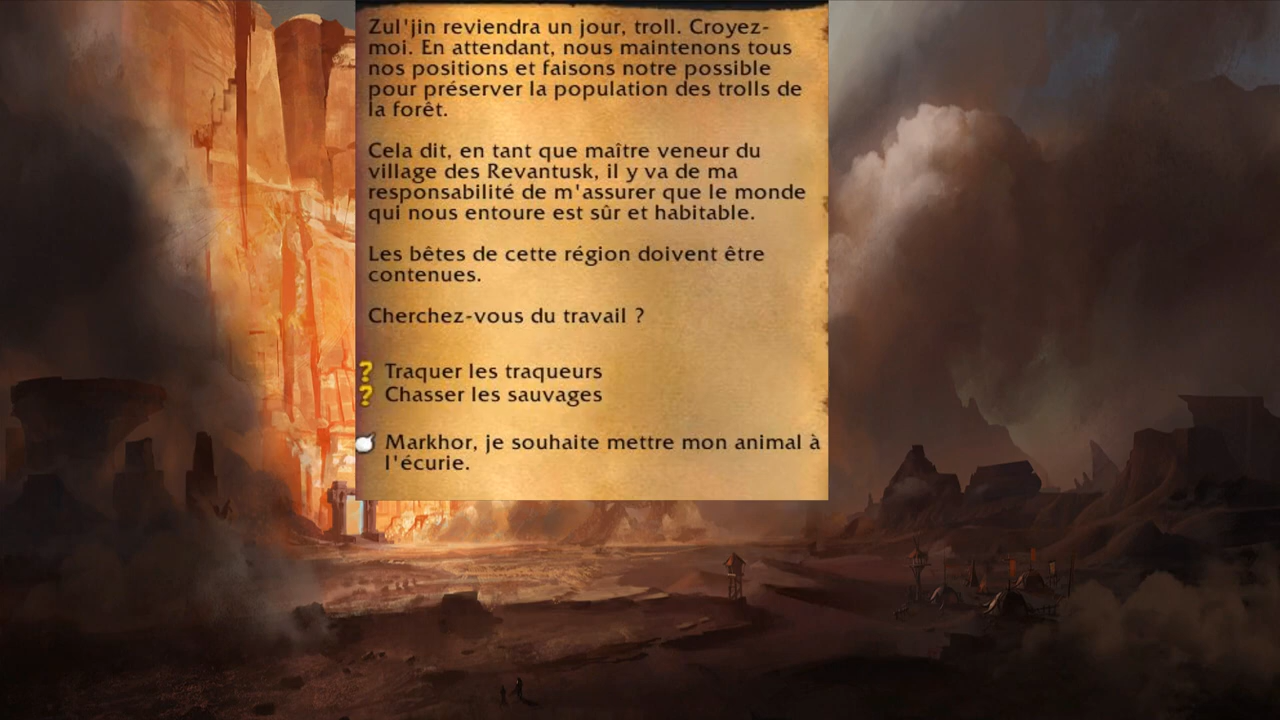 Zul'jin reviendra un jour, troll. Croyez-
moi. En attendant, nous maintenons tous
nos positions et faisons notre possible
pour préserver la population des trolls de
la forêt.
Cela dit, en tant que maître veneur du
village des Revantusk, il y va de ma
responsabilité de m'assurer que le monde
qui nous entoure est sûr et habitable.
Les bêtes de cette région doivent être
contenues.
Cherchez-vous du travail ?
Traquer les traqueurs
Chasser les sauvages
Markhor, je souhaite mettre mon animal à
l'écurie.